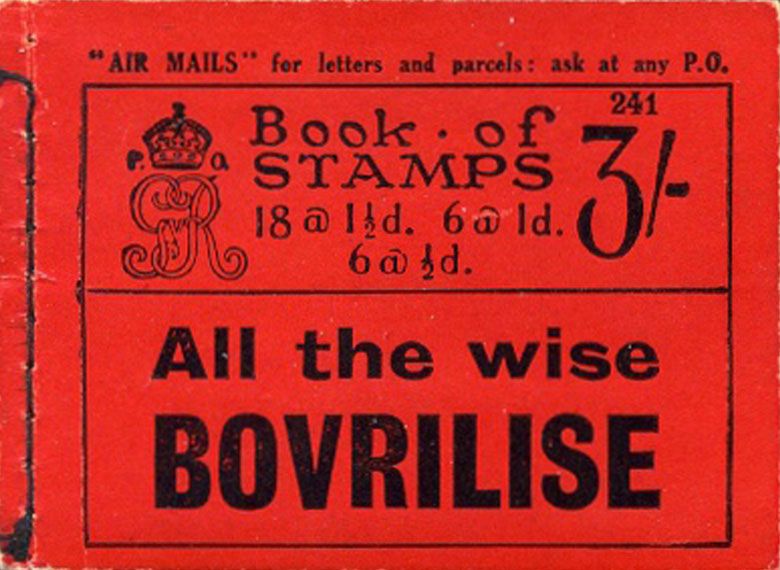 "AIR MAILS" for letters and parcels: ask at any P.O.
241
P. O.
GVR
Book · of
STAMPS
3/-
18 @ 1½d. 6 @ 1d.
6 @ ½d.
All the wise
BOVRILISE